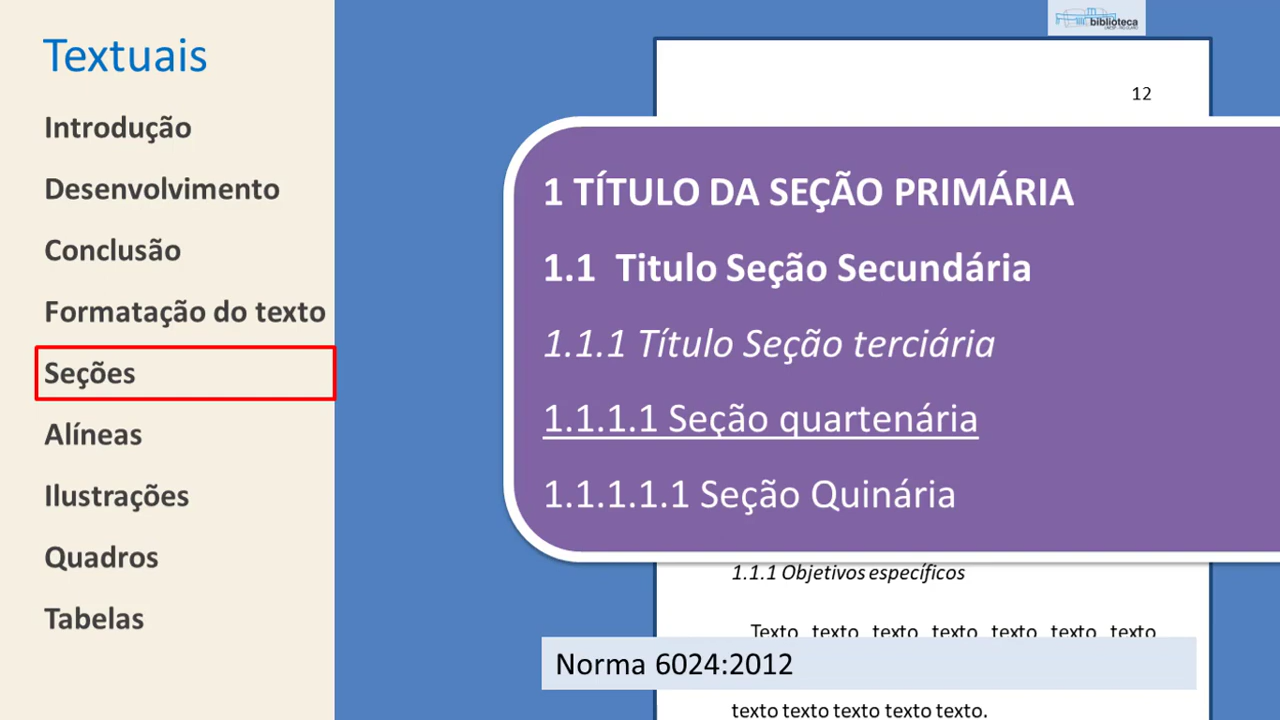 Textuais
Introdução
Desenvolvimento
Conclusão
Formatação do texto
Seções
Alíneas
Ilustrações
Quadros
Tabelas
biblioteca
12
1 TÍTULO DA SEÇÃO PRIMÁRIA
1.1 Titulo Seção Secundária
1.1.1 Título Seção terciária
1.1.1.1 Seção quartenária
1.1.1.1.1 Seção Quinária
1.1.1 Objetivos específicos
Texto texto texto texto texto texto texto
Norma 6024:2012
texto texto texto texto texto.